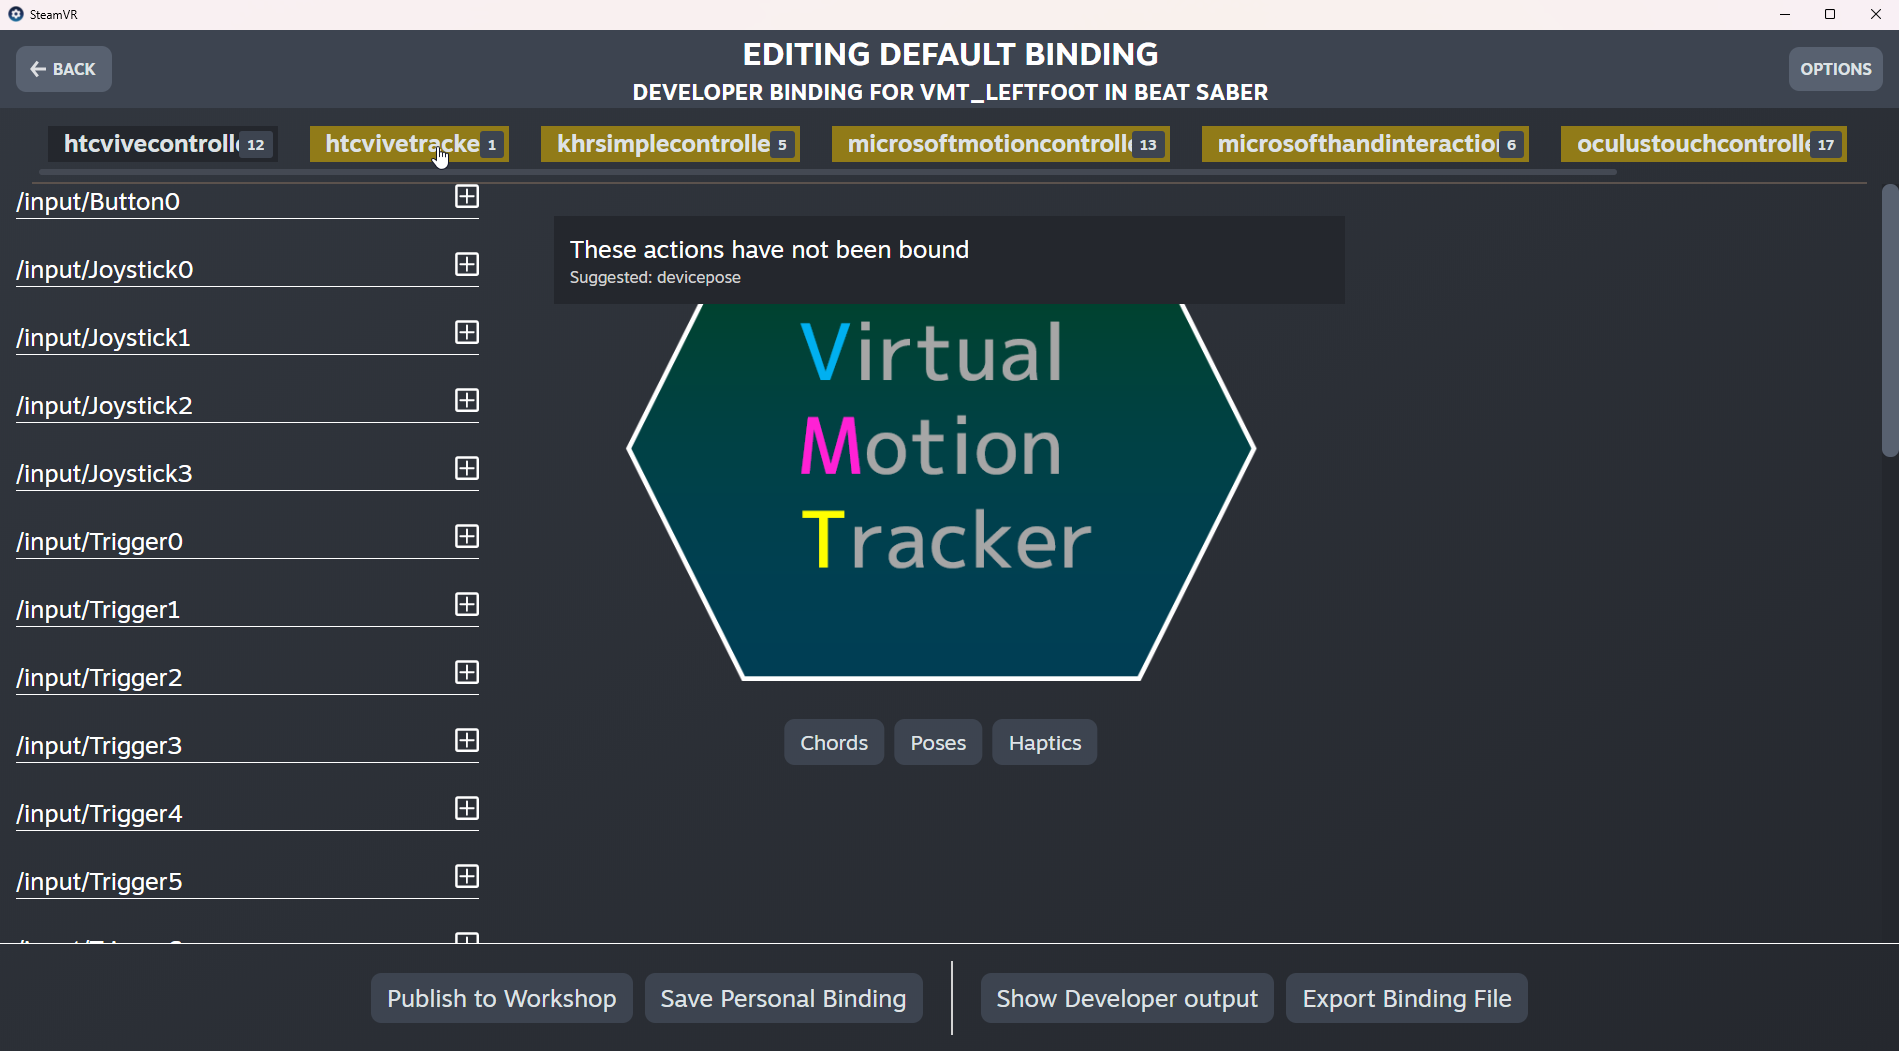 SteamVR
EDITING DEFAULT BINDING
BACK
DEVELOPER BINDING FOR VMT_LEFTFOOT IN BEAT SABER
OPTIONS
htcvivecontroll 12
htcvivetracke 1
khrsimplecontrolle 5
microsoftmotioncontroll 13
microsofthandinteraction 6
oculustouchcontrolle 17
/input/Button0
/input/Joystick0
/input/Joystick1
/input/Joystick2
/input/Joystick3
/input/Trigger0
/input/Trigger1
/input/Trigger2
/input/Trigger3
/input/Trigger4
/input/Trigger5
These actions have not been bound
Suggested: devicepose
Virtual
Motion
Tracker
Chords
Poses
Haptics
Publish to Workshop
Save Personal Binding
Show Developer output
Export Binding File